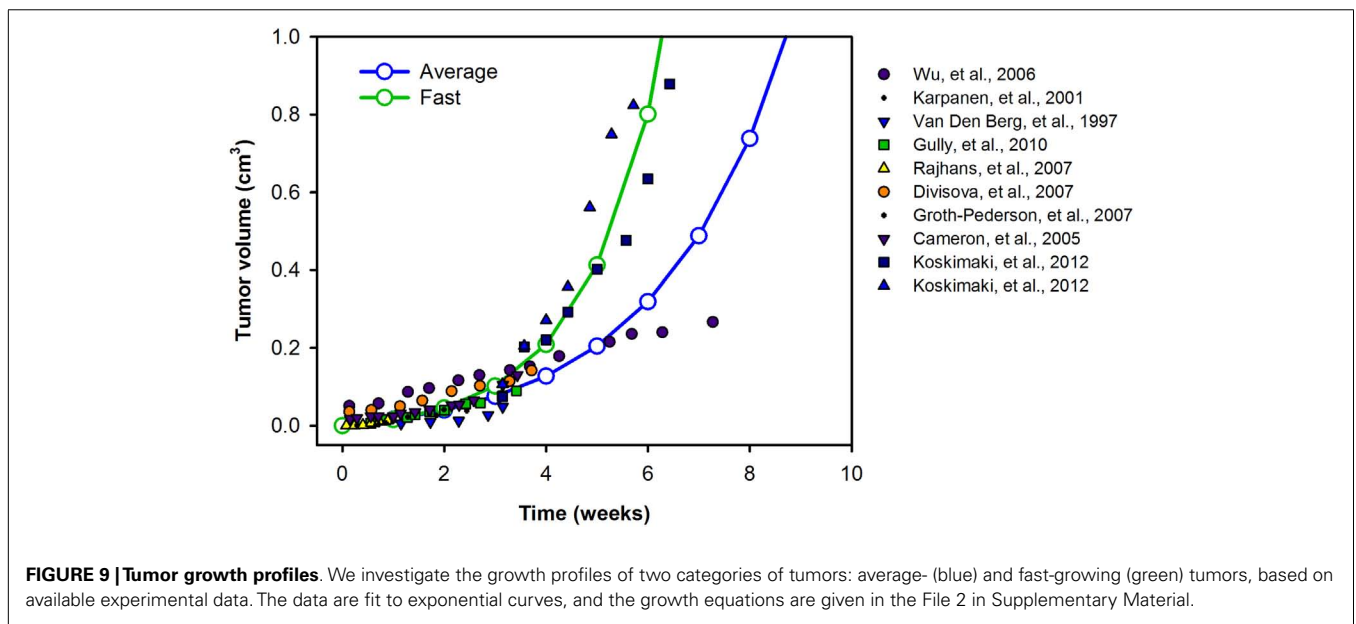 1.0
0.8
0.6
0.4
0.2
0.0
Tumor volume (cm³)
Average
Fast
0 2 4 6 8 10
Time (weeks)
Wu, et al., 2006
Karpanen, et al., 2001
Van Den Berg, et al., 1997
Gully, et al., 2010
Rajhans, et al., 2007
Divisova, et al., 2007
Groth-Pederson, et al., 2007
Cameron, et al., 2005
Koskimaki, et al., 2012
Koskimaki, et al., 2012
FIGURE 9 | Tumor growth profiles. We investigate the growth profiles of two categories of tumors: average- (blue) and fast-growing (green) tumors, based on
available experimental data. The data are fit to exponential curves, and the growth equations are given in the File 2 in Supplementary Material.